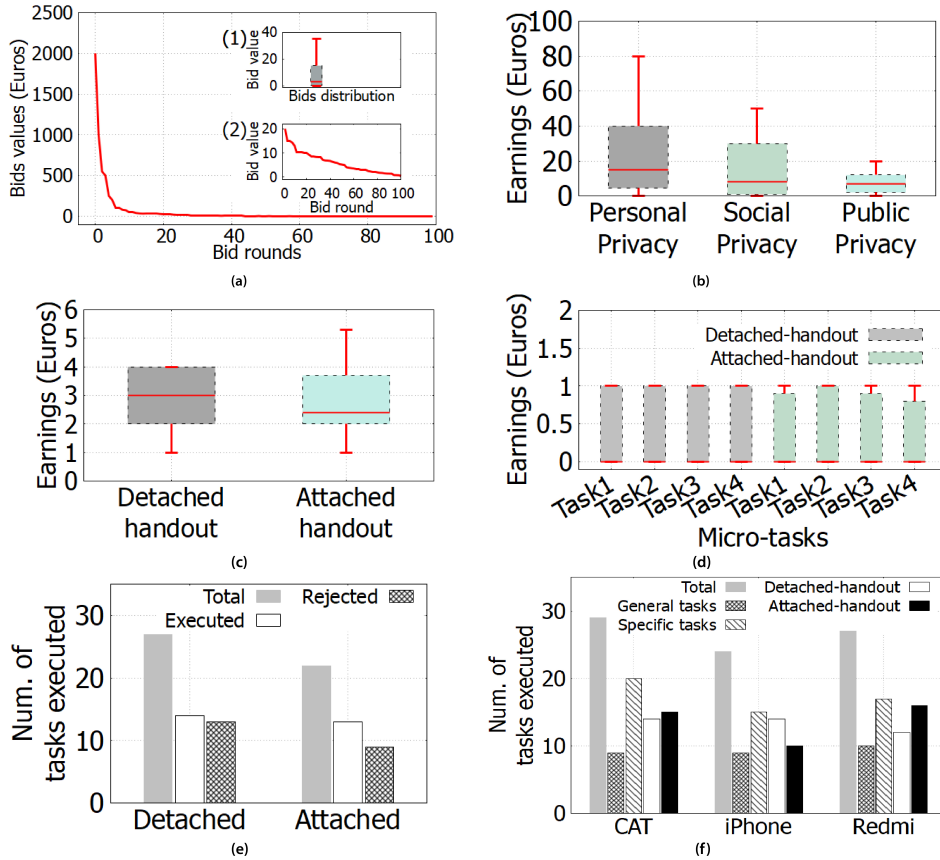 2500
2000
1500
1000
500
0
Bids values (Euros)
0 20 40 60 80 100
Bid rounds
(1)
40
20
0
Bid value
Bids distribution
(2)
20
10
0
Bid value
0 20 40 60 80 100
Bid round
(a)
100
80
60
40
20
0
Earnings (Euros)
Personal Social Public
Privacy Privacy Privacy
(b)
6
5
4
3
2
1
0
Earnings (Euros)
Detached Attached
handout handout
(c)
2
1.5
1
0.5
0
Earnings (Euros)
Detached-handout
Attached-handout
Task1 Task2 Task3 Task4 Task1 Task2 Task3 Task4
Micro-tasks
(d)
30
20
10
0
Num. of
tasks executed
Total Rejected
Executed
Detached Attached
(e)
30
20
10
0
Num. of
tasks executed
Total Detached-handout
General tasks Attached-handout
Specific tasks
CAT iPhone Redmi
(f)